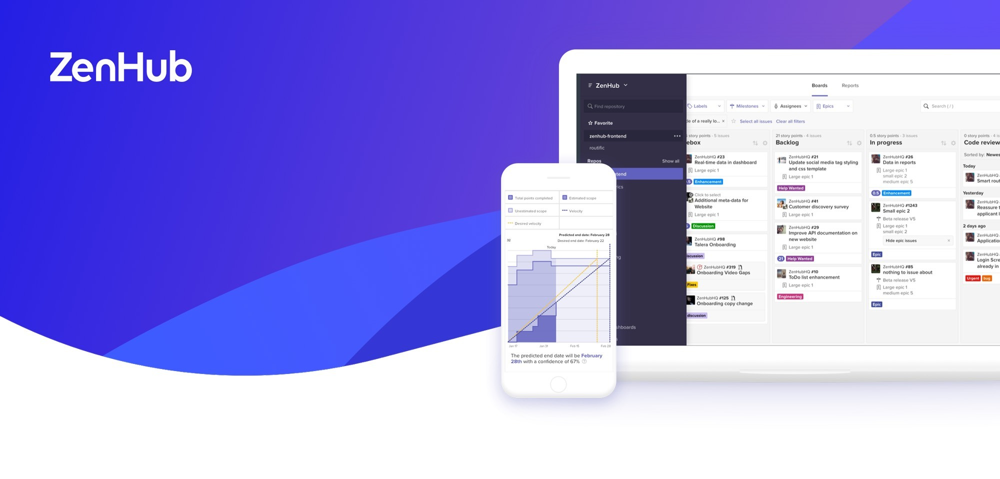 ZenHub
ZenHub
Find repository
Favorite
zenhub-frontend
routific
Repos Show all
Boards Reports
Labels Milestones Assignees Epics Search ( / )
of a really lo... × Select all issues Clear all filters
story points - 5 issues
ZenHubHQ #23
Real-time data in dashboard
Large epic 1
Enhancement
Click to select
Additional meta-data for
Website
Large epic 1
Discussion
ZenHubHQ #98
Talera Onboarding
ZenHubHQ #319
Onboarding Video Gaps
Fixes
ZenHubHQ #125
Onboarding copy change
discussion
21 story points - 4 issues
Backlog
ZenHubHQ #21
Update social media tag styling
and css template
Large epic 1
Help Wanted
ZenHubHQ #41
Customer discovery survey
Large epic 1
ZenHubHQ #29
Improve API documentation on
new website
Large epic 1
21 Help Wanted
ZenHubHQ #10
ToDo list enhancement
Large epic 1
Engineering
0.5 story points - 3 issues
In progress
ZenHubHQ #26
Data in reports
Large epic 1
small epic 2
medium epic 5
0.5 Enhancement
ZenHubHQ #1243
Small epic 2
Beta release V5
Large epic 1
small epic 2
Hide epic issues ×
Epic
ZenHubHQ #85
nothing to issue about
Beta release V5
Large epic 1
medium epic 5
Epic
0 story points - 4
Code review
Sorted by:
Today
ZenHubHQ
Smart
Yesterday
ZenHubHQ
Reassure
applicant
2 days ago
ZenHubHQ
ZenHubHQ
Login
already in
Urgent bug
Total points completed Estimated scope
Unestimated scope Velocity
Desired velocity
Predicted end date: February 28
32 Desired end date: February 22
Today
Jan 17 Jan 31 Feb 15 Feb 28
The predicted end date will be February
28th with a confidence of 67%